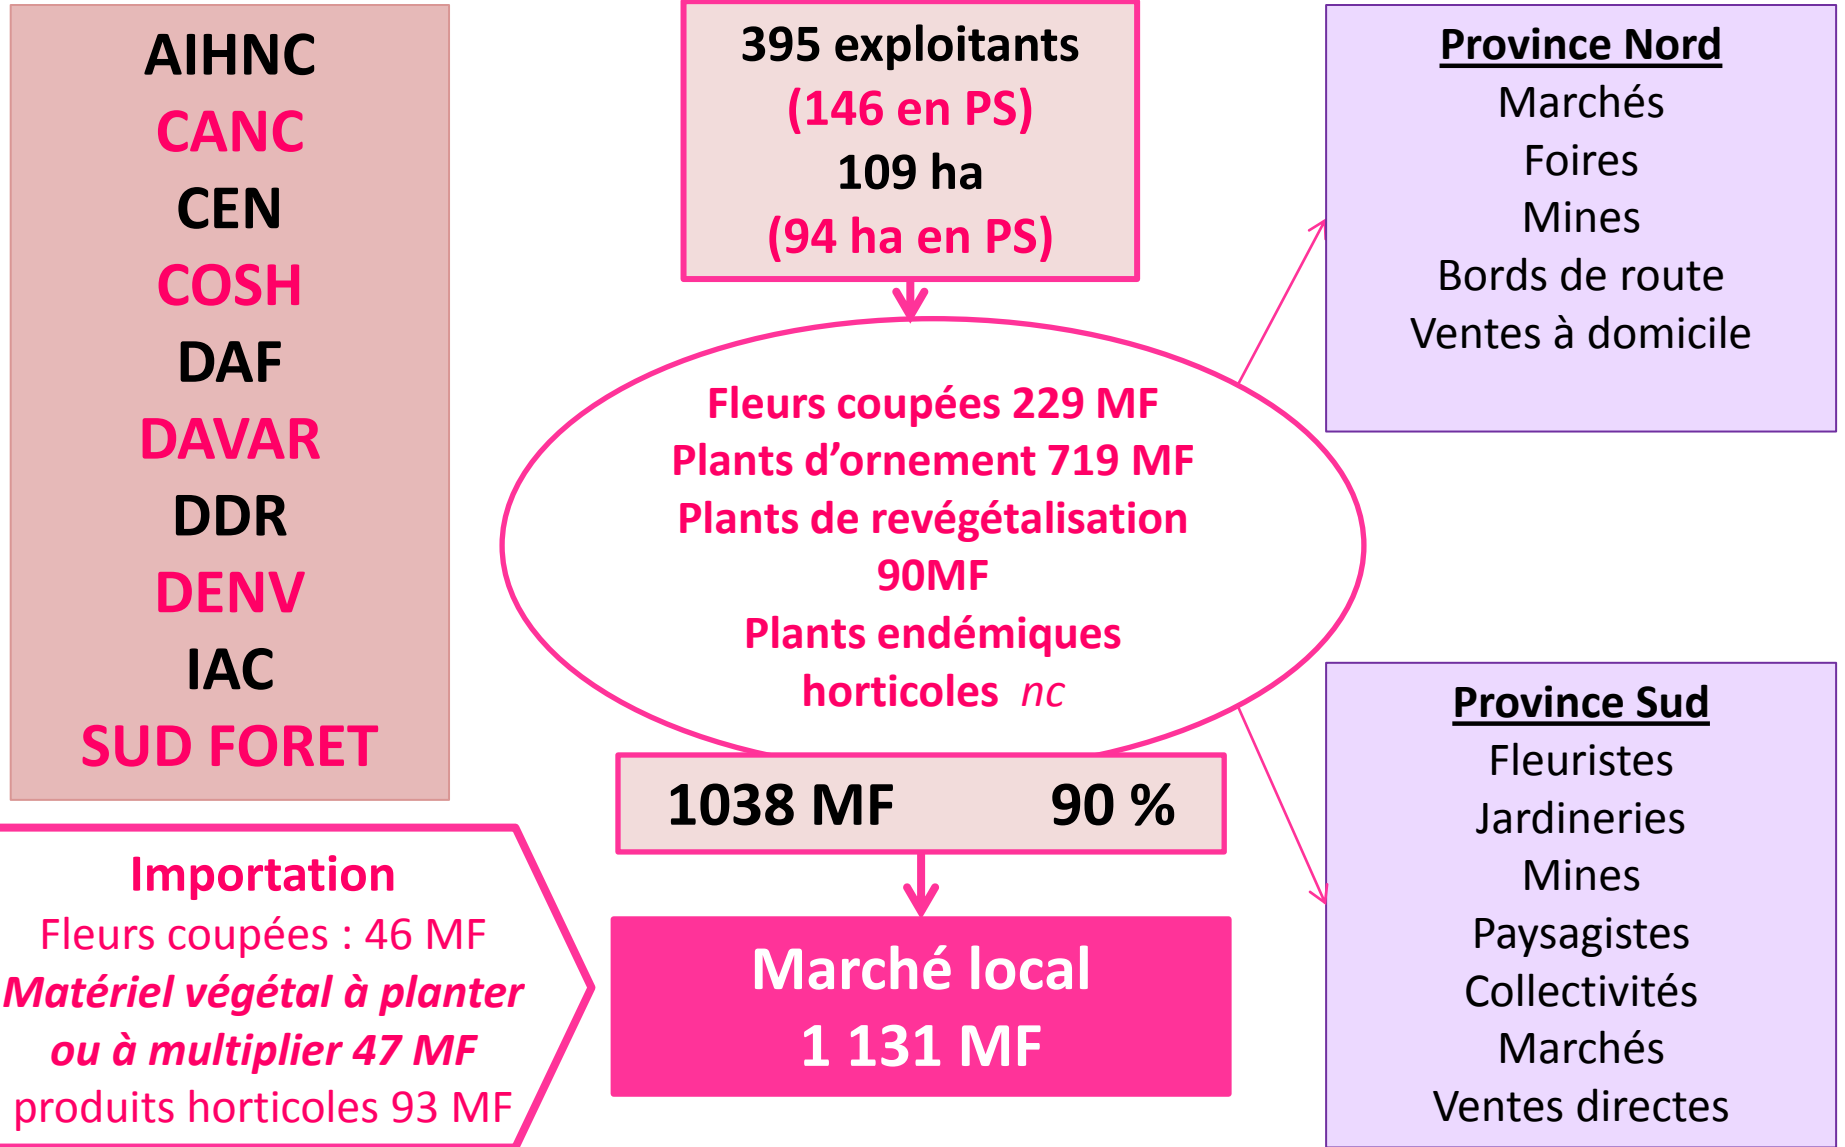 AIHNC
CANC
CEN
COSH
DAF
DAVAR
DDR
DENV
IAC
SUD FORET
395 exploitants
(146 en PS)
109 ha
(94 ha en PS)
Fleurs coupées 229 MF
Plants d’ornement 719 MF
Plants de revégétalisation
90MF
Plants endémiques
horticoles nc
1038 MF 90 %
Marché local
1 131 MF
Importation
Fleurs coupées : 46 MF
Matériel végétal à planter
ou à multiplier 47 MF
produits horticoles 93 MF
Province Nord
Marchés
Foires
Mines
Bords de route
Ventes à domicile
Province Sud
Fleuristes
Jardineries
Mines
Paysagistes
Collectivités
Marchés
Ventes directes